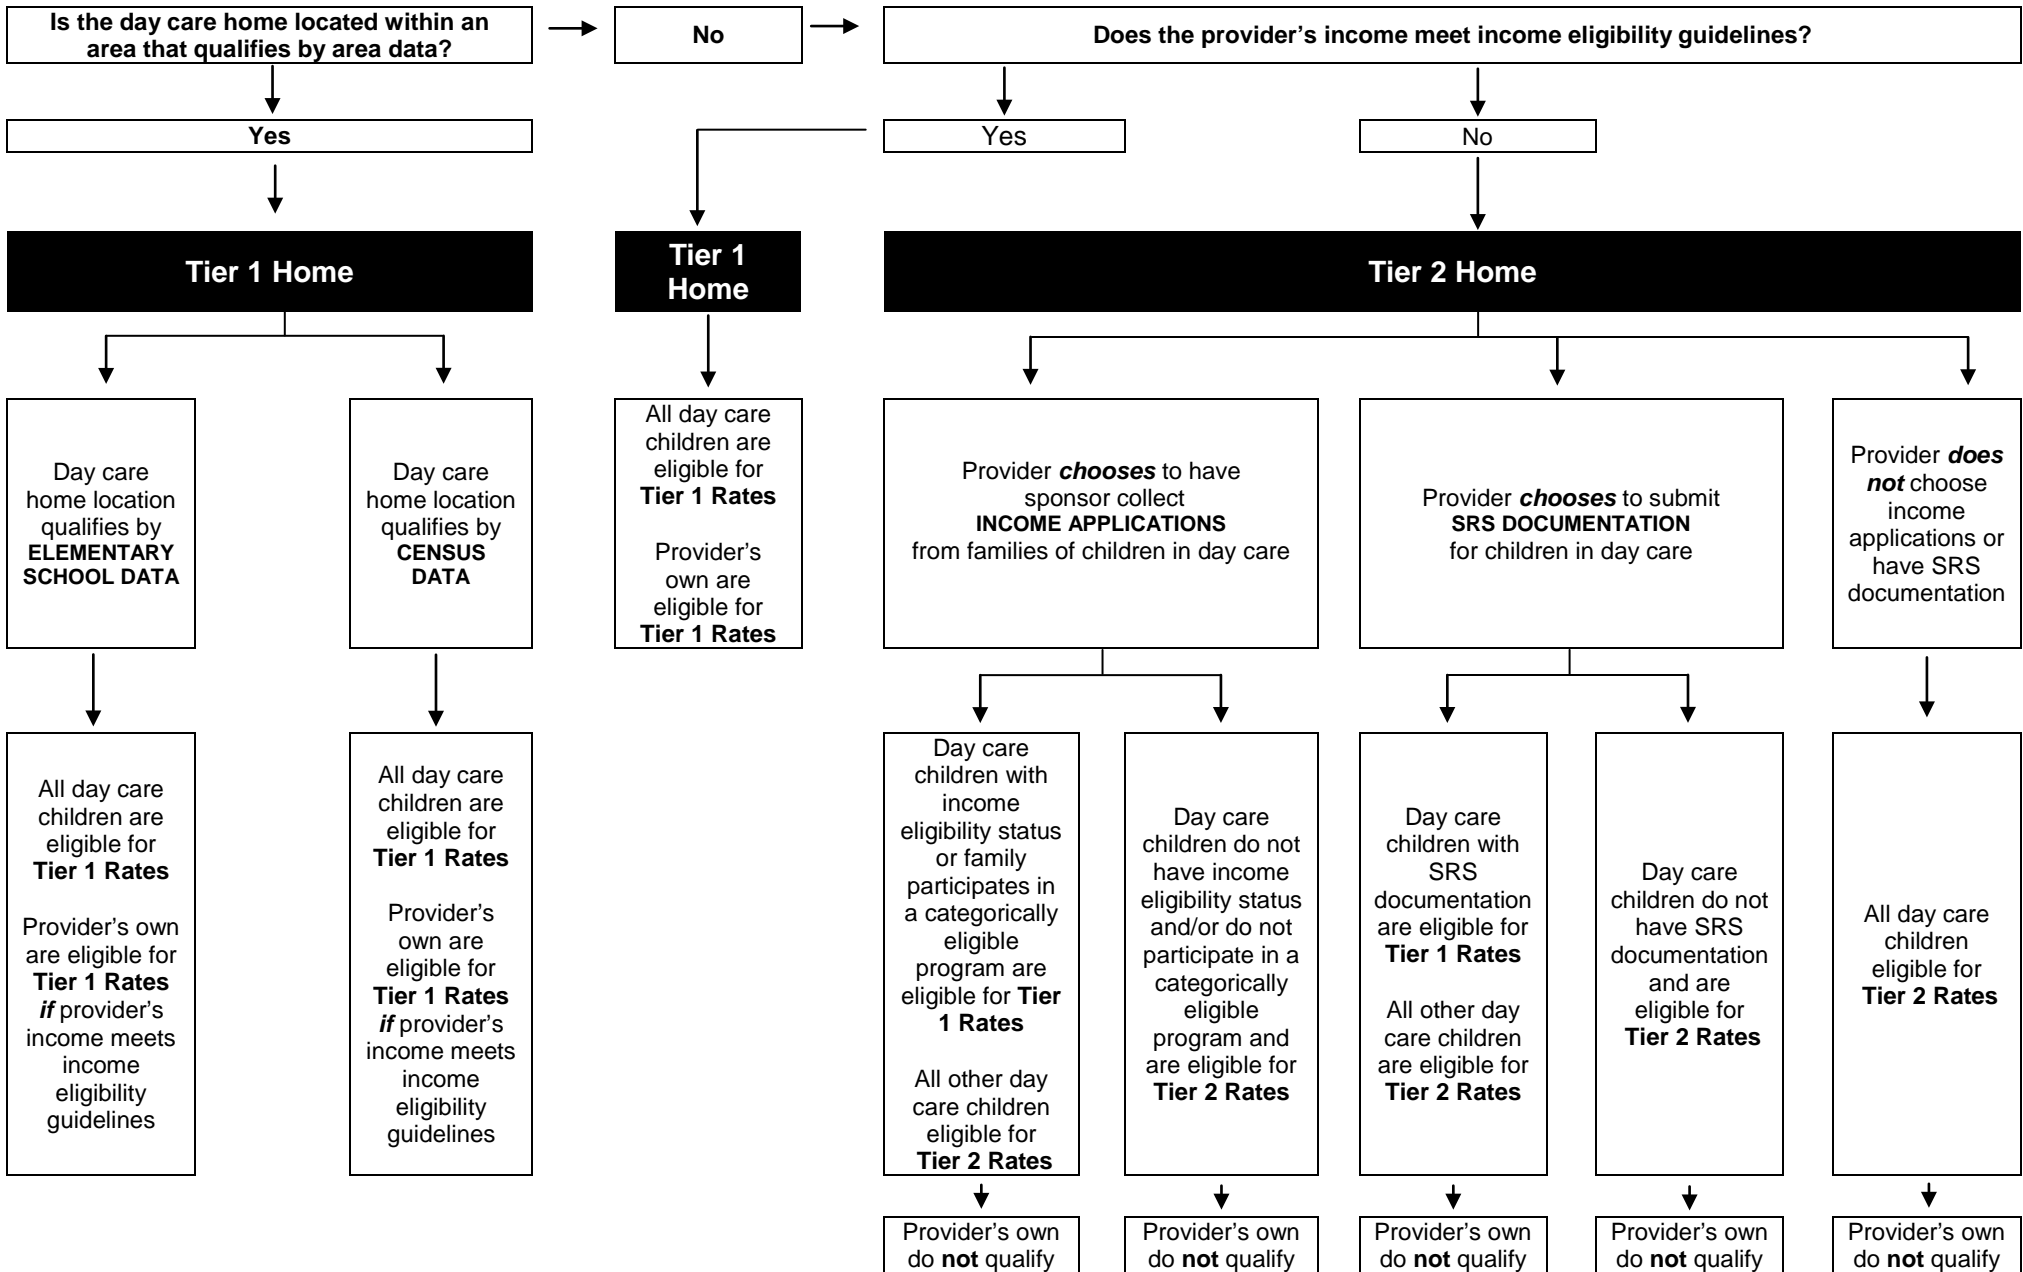 Is the day care home located within an
area that qualifies by area data?
No
Does the provider’s income meet income eligibility guidelines?
Yes
Yes
No
Tier 1 Home
Tier 1
Home
Tier 2 Home
Day care
home location
qualifies by
ELEMENTARY
SCHOOL DATA
Day care
home location
qualifies by
CENSUS
DATA
All day care
children are
eligible for
Tier 1 Rates
Provider’s
own are
eligible for
Tier 1 Rates
Provider chooses to have
sponsor collect
INCOME APPLICATIONS
from families of children in day care
Provider chooses to submit
SRS DOCUMENTATION
for children in day care
Provider does
not choose
income
applications or
have SRS
documentation
All day care
children are
eligible for
Tier 1 Rates
Provider’s own
are eligible for
Tier 1 Rates
if provider’s
income meets
income
eligibility
guidelines
All day care
children are
eligible for
Tier 1 Rates
Provider’s
own are
eligible for
Tier 1 Rates
if provider’s
income meets
income
eligibility
guidelines
Day care
children with
income
eligibility status
or family
participates in
a categorically
eligible
program are
eligible for Tier
1 Rates
All other day
care children
eligible for
Tier 2 Rates
Day care
children do not
have income
eligibility status
and/or do not
participate in a
categorically
eligible
program and
are eligible for
Tier 2 Rates
Day care
children with
SRS
documentation
are eligible for
Tier 1 Rates
All other day
care children
are eligible for
Tier 2 Rates
Day care
children do not
have SRS
documentation
and are
eligible for
Tier 2 Rates
All day care
children
eligible for
Tier 2 Rates
Provider’s own
do not qualify
Provider’s own
do not qualify
Provider’s own
do not qualify
Provider’s own
do not qualify
Provider’s own
do not qualify